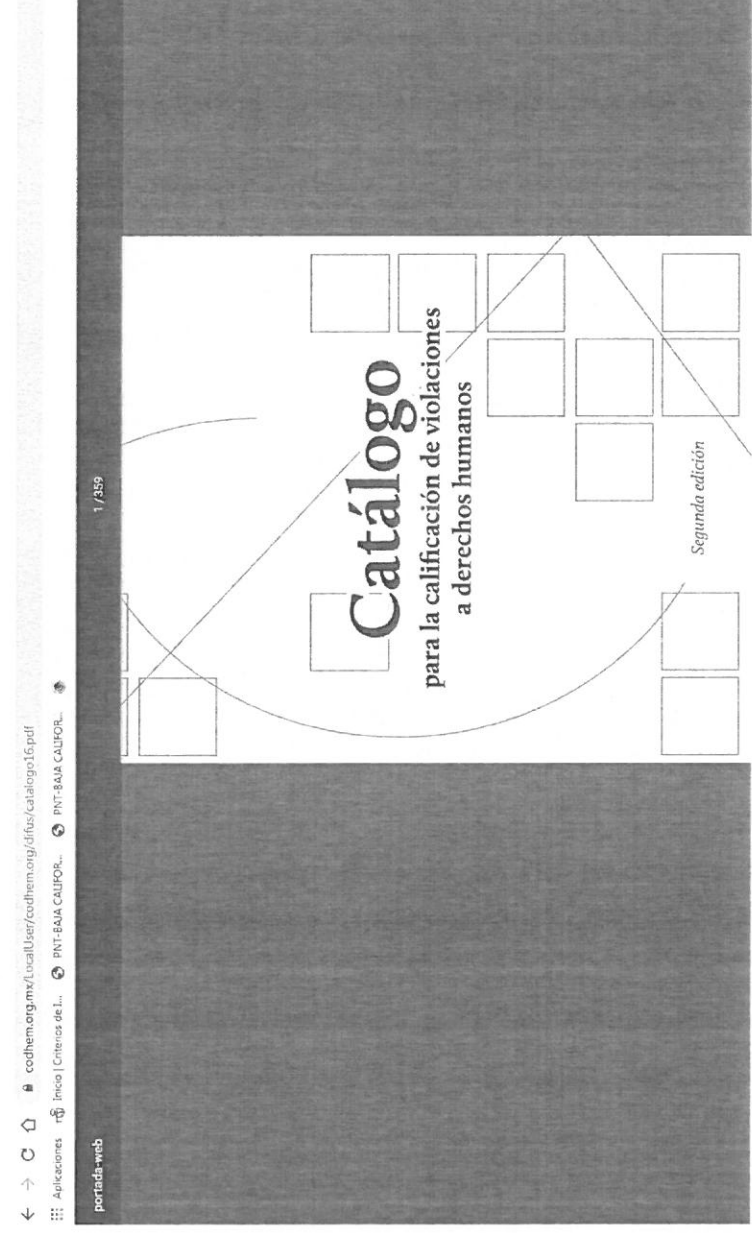 codhem.org.mx/LocalUser/codhem.org/difus/catalogo16.pdf
Aplicaciones Inicio | Criterios de I... PNT-BAJA CALIFOR... PNT-BAJA CALIFOR...
portada-web 1 / 359
Catálogo
para la calificación de violaciones
a derechos humanos
Segunda edición